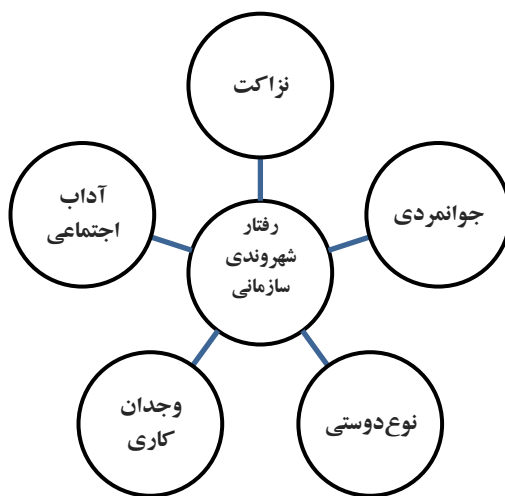 نزاکت
جوانمردی
نوع‌دوستی
وجدان
کاری
آداب
اجتماعی
رفتار
شهروندی
سازمانی